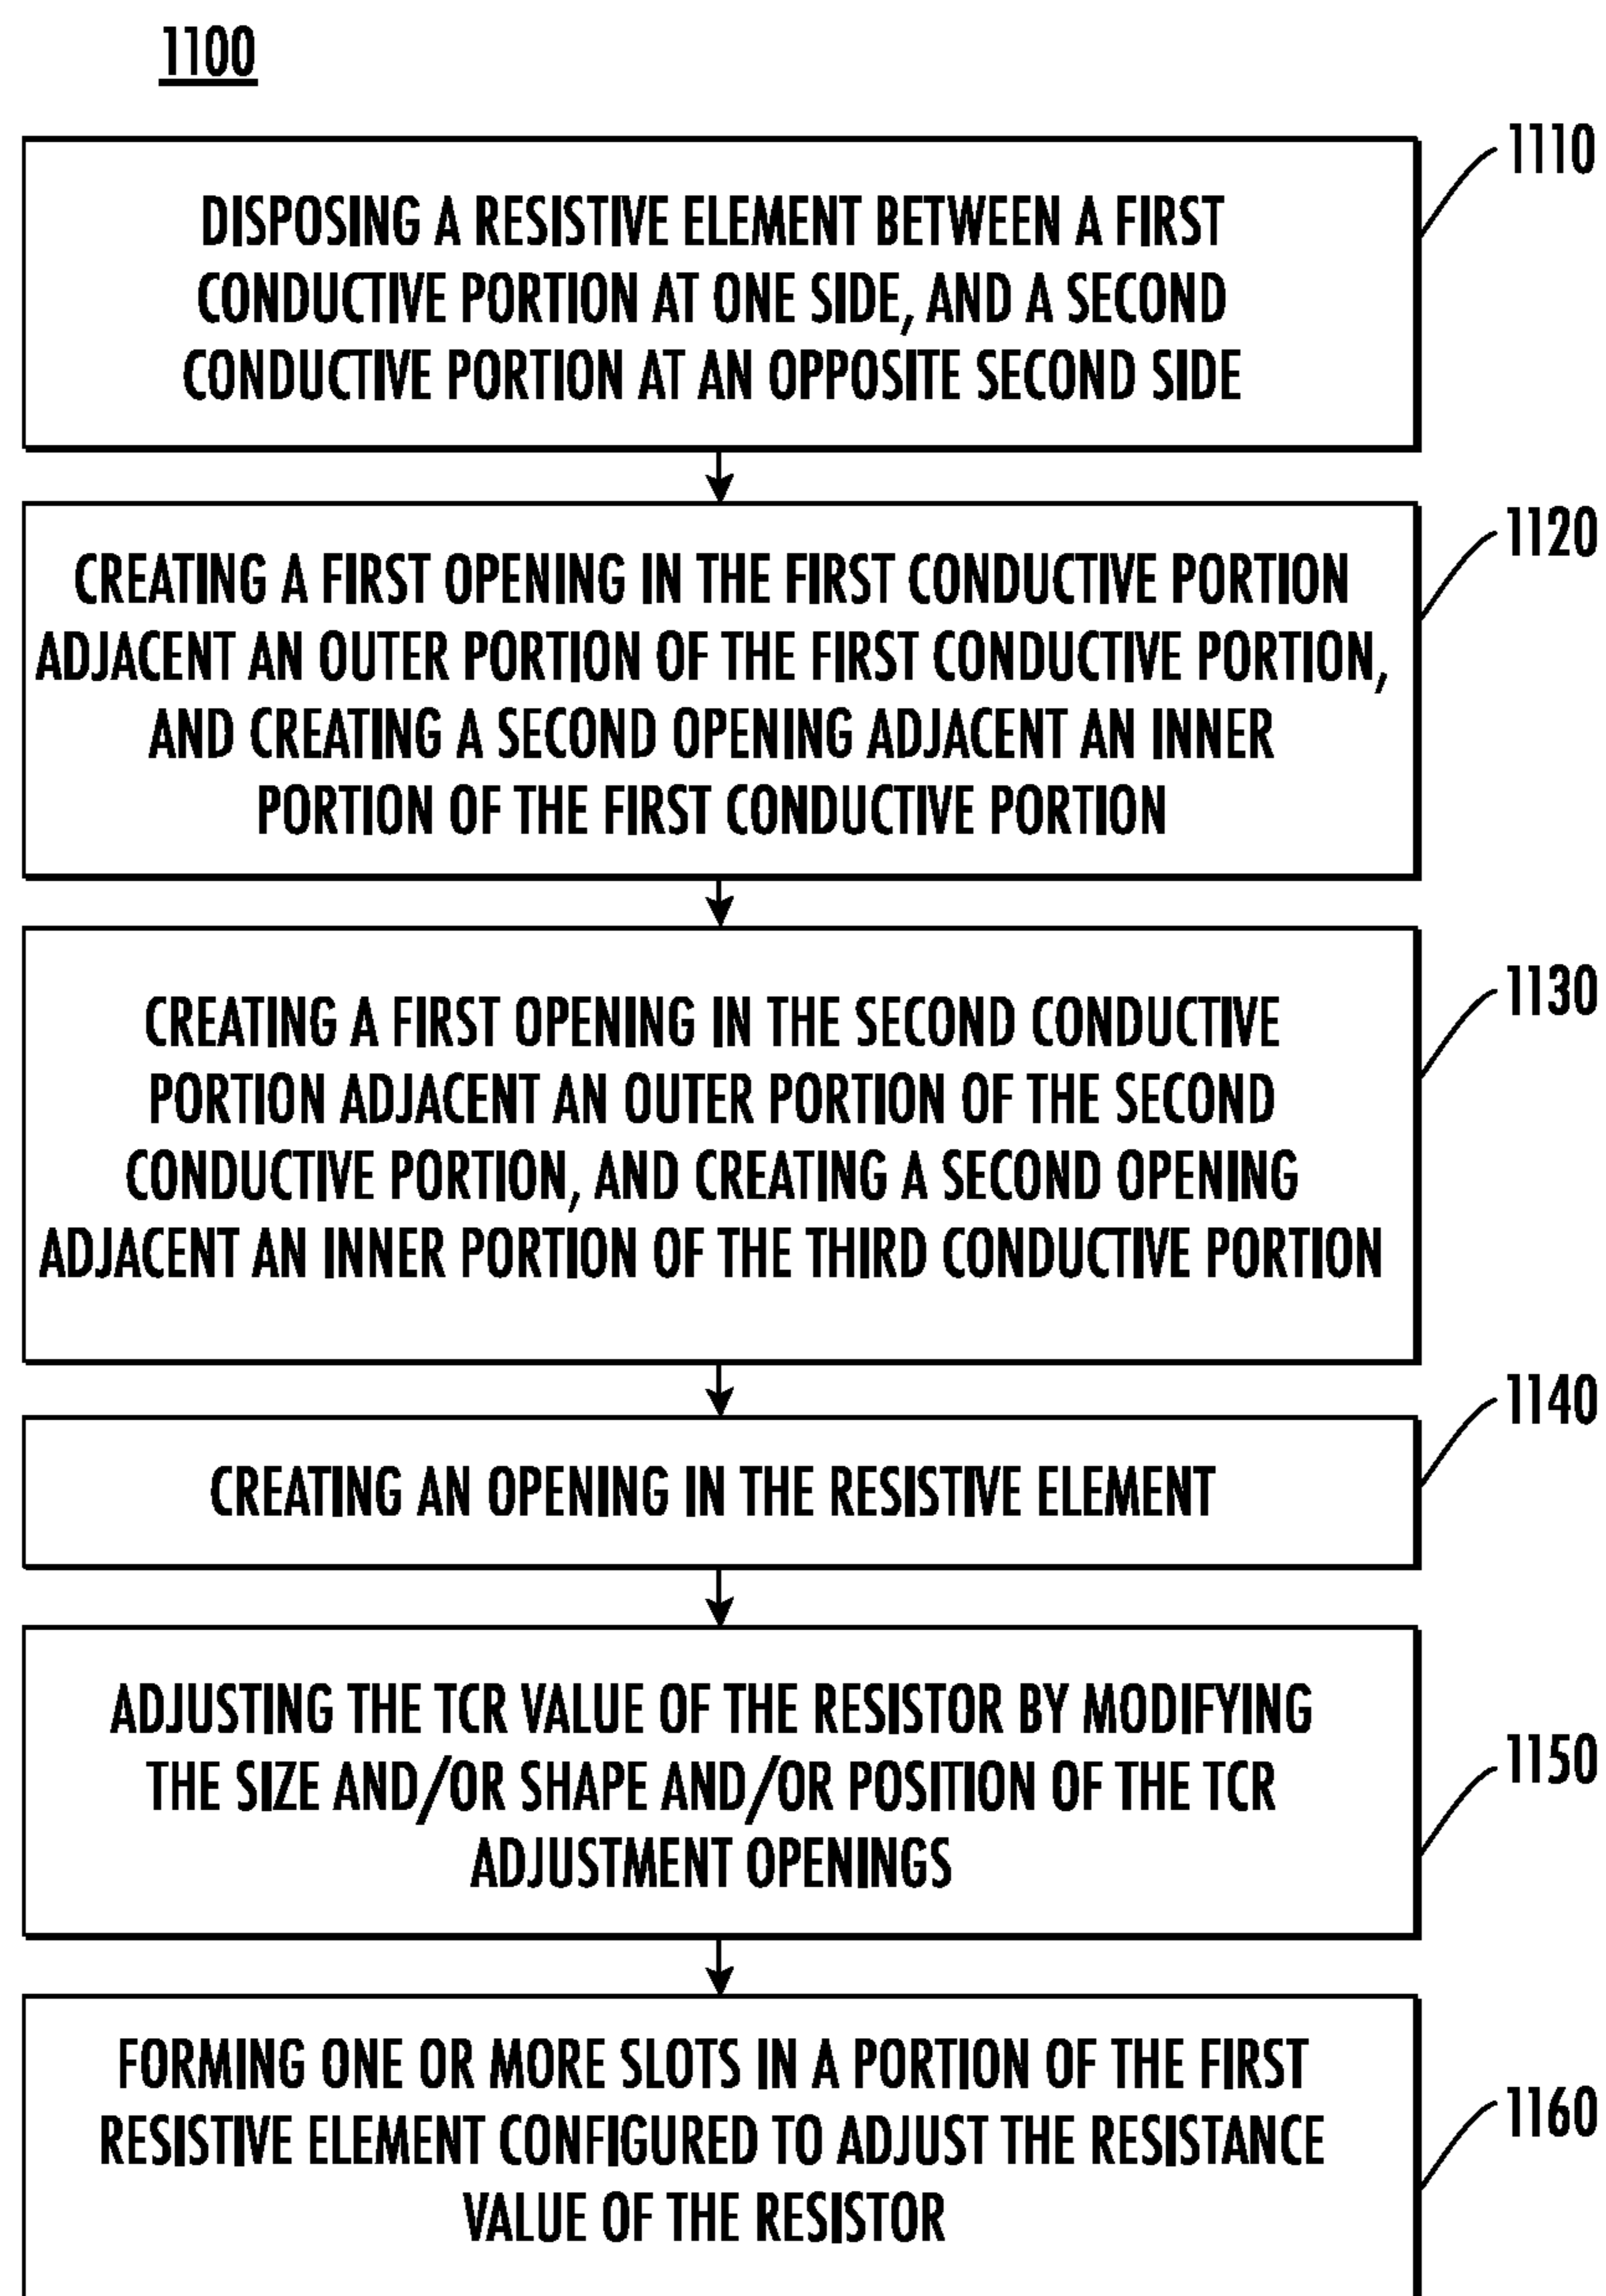 1100
1110
DISPOSING A RESISTIVE ELEMENT BETWEEN A FIRST
CONDUCTIVE PORTION AT ONE SIDE, AND A SECOND
CONDUCTIVE PORTION AT AN OPPOSITE SECOND SIDE
1120
CREATING A FIRST OPENING IN THE FIRST CONDUCTIVE PORTION
ADJACENT AN OUTER PORTION OF THE FIRST CONDUCTIVE PORTION,
AND CREATING A SECOND OPENING ADJACENT AN INNER
PORTION OF THE FIRST CONDUCTIVE PORTION
1130
CREATING A FIRST OPENING IN THE SECOND CONDUCTIVE
PORTION ADJACENT AN OUTER PORTION OF THE SECOND
CONDUCTIVE PORTION, AND CREATING A SECOND OPENING
ADJACENT AN INNER PORTION OF THE THIRD CONDUCTIVE PORTION
1140
CREATING AN OPENING IN THE RESISTIVE ELEMENT
1150
ADJUSTING THE TCR VALUE OF THE RESISTOR BY MODIFYING
THE SIZE AND/OR SHAPE AND/OR POSITION OF THE TCR
ADJUSTMENT OPENINGS
1160
FORMING ONE OR MORE SLOTS IN A PORTION OF THE FIRST
RESISTIVE ELEMENT CONFIGURED TO ADJUST THE RESISTANCE
VALUE OF THE RESISTOR